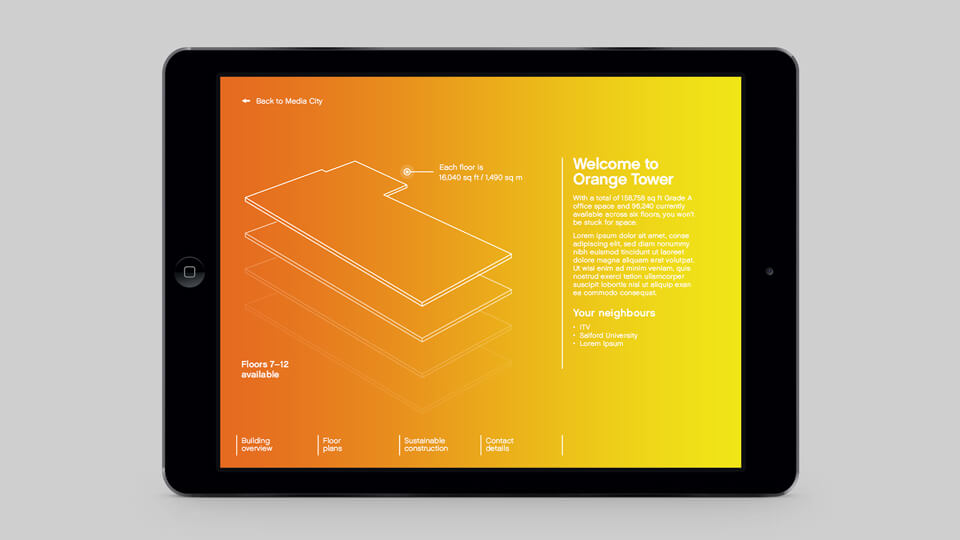 Back to Media City
Each floor is
16,040 sq ft / 1,490 sq m
Welcome to
Orange Tower
With a total of 158,758 sq ft Grade A
office space and 96,240 currently
available across six floors, you won't
be stuck for space.
Lorem ipsum dolor sit amet, conse
adipiscing elit, sed diam nonummy
nibh euismod tincidunt ut laoreet
dolore magna aliquam erat volutpat.
Ut wisi enim ad minim veniam, quis
nostrud exerci tation ullamcorper
suscipit lobortis nisl ut aliquip exan
ea commodo consequat.
Your neighbours
• ITV
• Salford University
• Lorem Ipsum
Floors 7–12
available
Building
overview
Floor
plans
Sustainable
construction
Contact
details